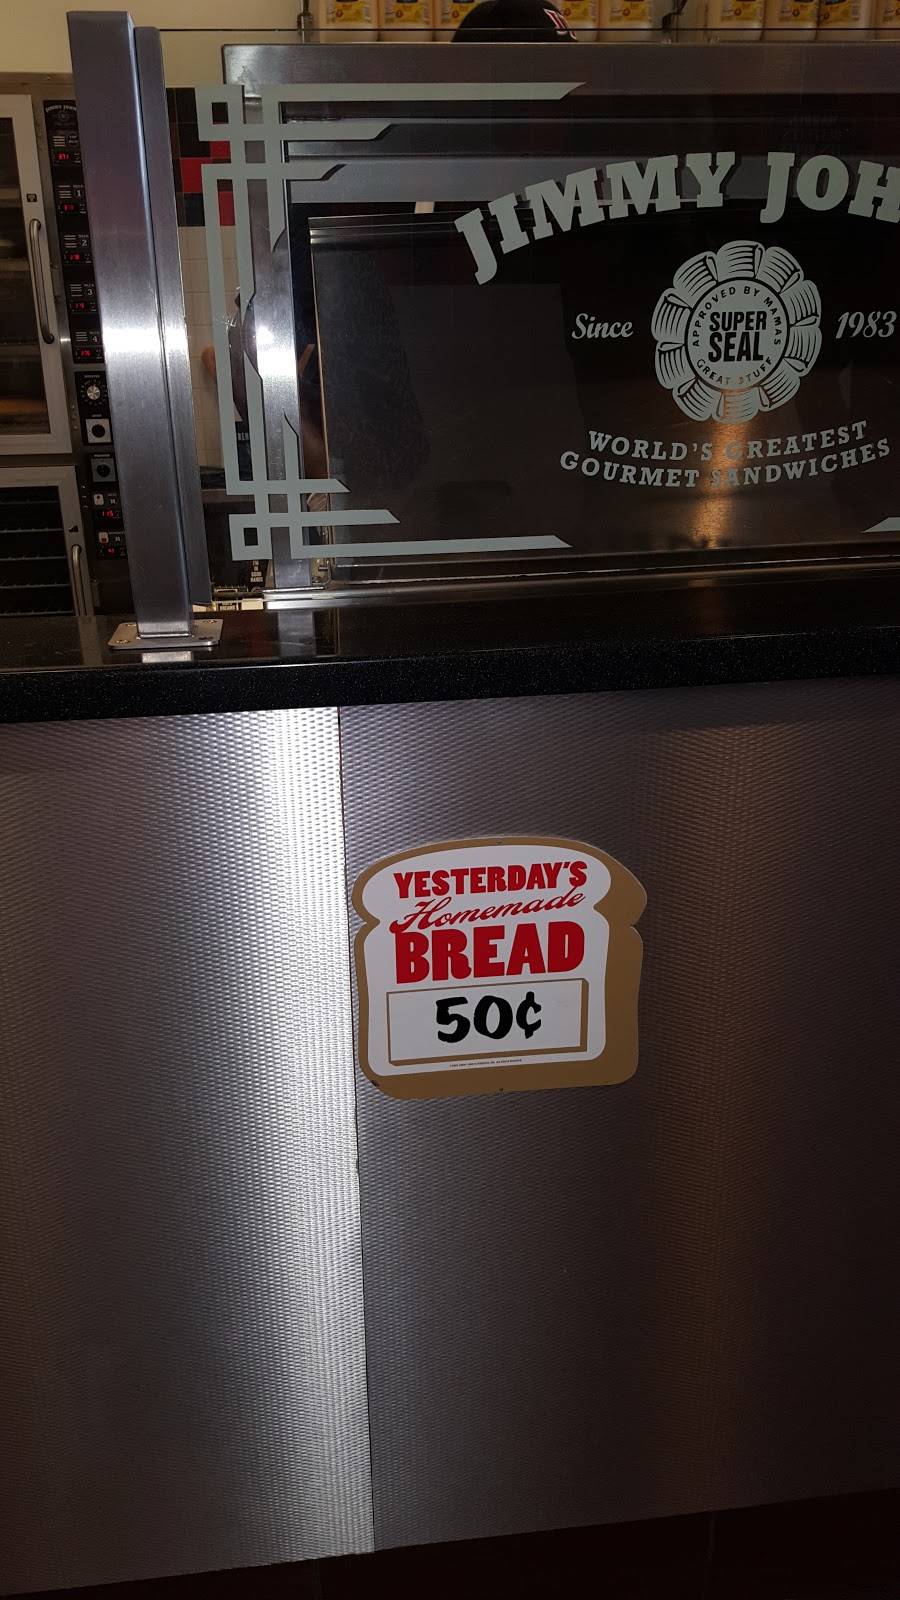 JIMMY JOH
Since
1983
APPROVED BY MAMAS
SUPER
SEAL
GREAT STUFF
WORLD'S GREATEST
GOURMET SANDWICHES
YESTERDAY'S
Homemade
BREAD
50¢